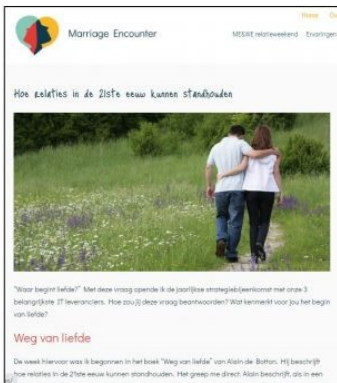 Home
Marriage Encounter
ME&WE relatieweekend Ervaringen
Hoe relaties in de 21ste eeuw kunnen standhouden
"Waar begint liefde?" Met deze vraag opende ik de jaarlijkse strategiebijeenkomst met onze 3
belangrijkste IT leveranciers. Hoe zou jij deze vraag beantwoorden? Wat kenmerkt voor jou het begin
van liefde?
Weg van liefde
De week hiervoor was ik begonnen in het boek "Weg van liefde" van Alain de Botton. Hij beschrijft
hoe relaties in de 21ste eeuw kunnen standhouden. Het greep me direct. Alain beschrijft, als in een